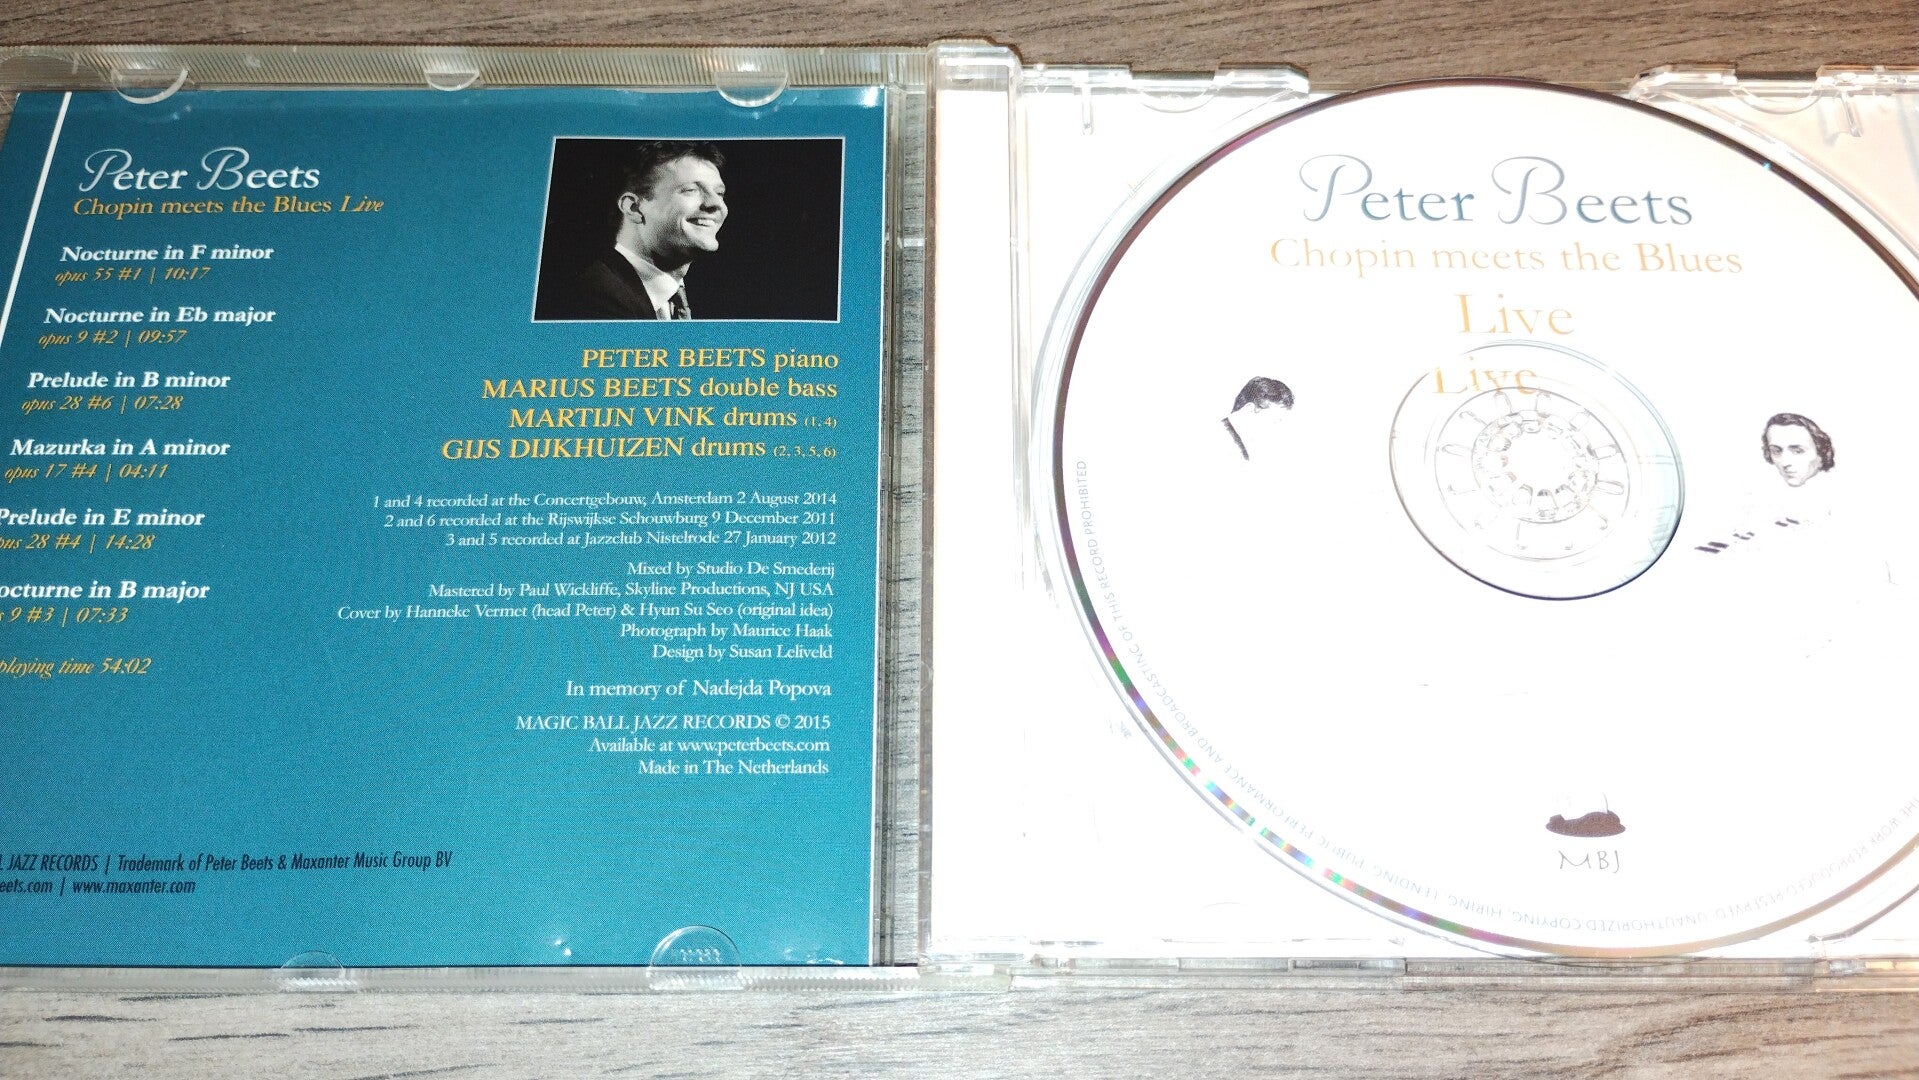 Peter Beets
Chopin meets the Blues Live
Nocturne in F minor
opus 55 #1 | 10:17
Nocturne in Eb major
opus 9 #2 | 09:57
Prelude in B minor
opus 28 #6 | 07:28
Mazurka in A minor
opus 17 #4 | 04:11
Prelude in E minor
pus 28 #4 | 14:28
octurne in B major
s 9 #3 | 07:33
playing time 54:02
PETER BEETS piano
MARIUS BEETS double bass
MARTIJN VINK drums (1, 4)
GIJS DIJKHUIZEN drums (2, 3, 5, 6)
1 and 4 recorded at the Concertgebouw, Amsterdam 2 August 2014
2 and 6 recorded at the Rijswijkse Schouwburg 9 December 2011
3 and 5 recorded at Jazzclub Nistelrode 27 January 2012
Mixed by Studio De Smederij
Mastered by Paul Wickliffe, Skyline Productions, NJ USA
Cover by Hanneke Vermet (head Peter) & Hyun Su Seo (original idea)
Photograph by Maurice Haak
Design by Susan Leliveld
In memory of Nadejda Popova
MAGIC BALL JAZZ RECORDS © 2015
Available at www.peterbeets.com
Made in The Netherlands
L JAZZ RECORDS | Trademark of Peter Beets & Maxanter Music Group BV
eets.com | www.maxanter.com
Peter Beets
Chopin meets the Blues
Live
Live
MBJ
THE WORK REPRODUCED RESERVED. UNAUTHORIZED COPYING, HIRING, LENDING, PUBLIC PERFORMANCE AND BROADCASTING OF THIS RECORD PROHIBITED